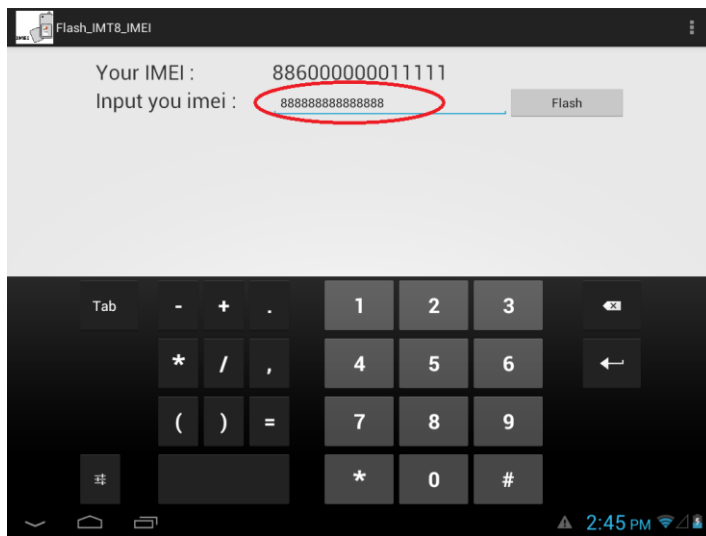 IMEI
Flash_IMT8_IMEI
Your IMEI : 886000000011111
Input you imei : 888888888888888 Flash
Tab - + . 1 2 3
* / , 4 5 6
( ) = 7 8 9
* 0 #
2:45 PM